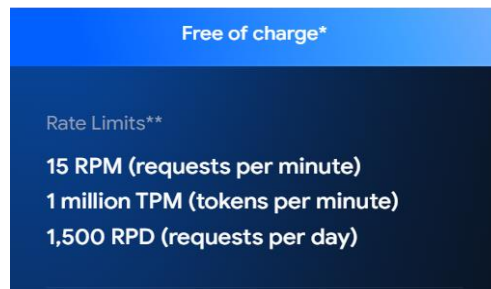 Free of charge*
Rate Limits**
15 RPM (requests per minute)
1 million TPM (tokens per minute)
1,500 RPD (requests per day)